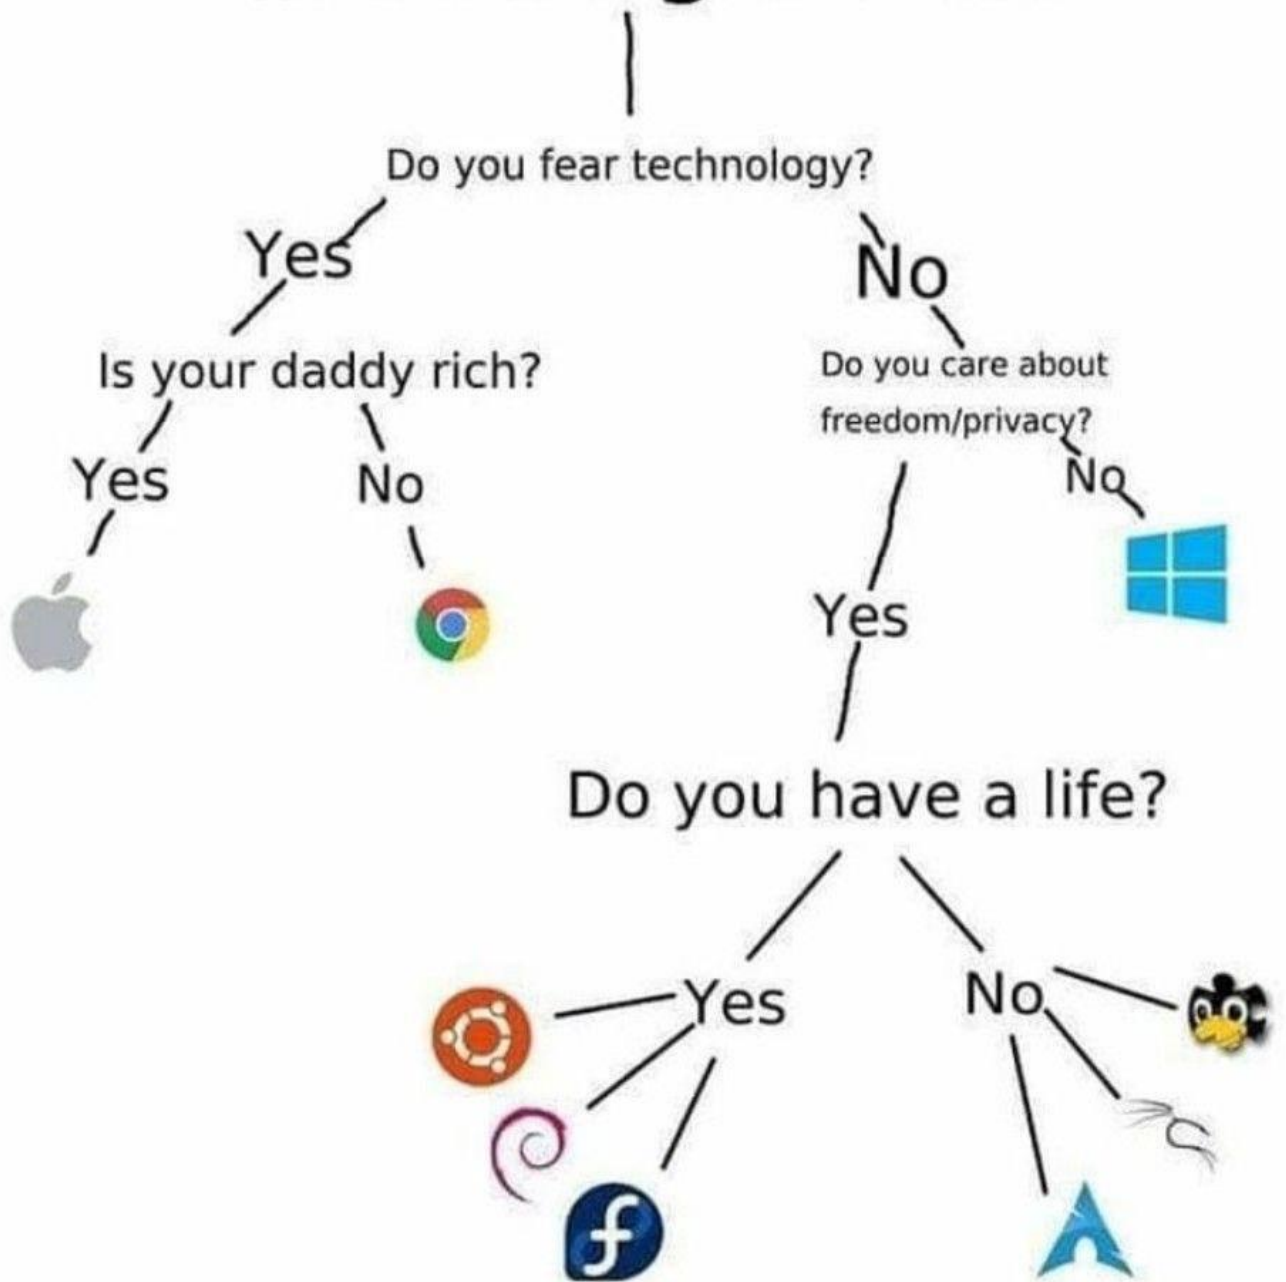 Do you fear technology?
Yes
No
Is your daddy rich?
Do you care about
freedom/privacy?
Yes
No
No
Yes
Do you have a life?
Yes
No